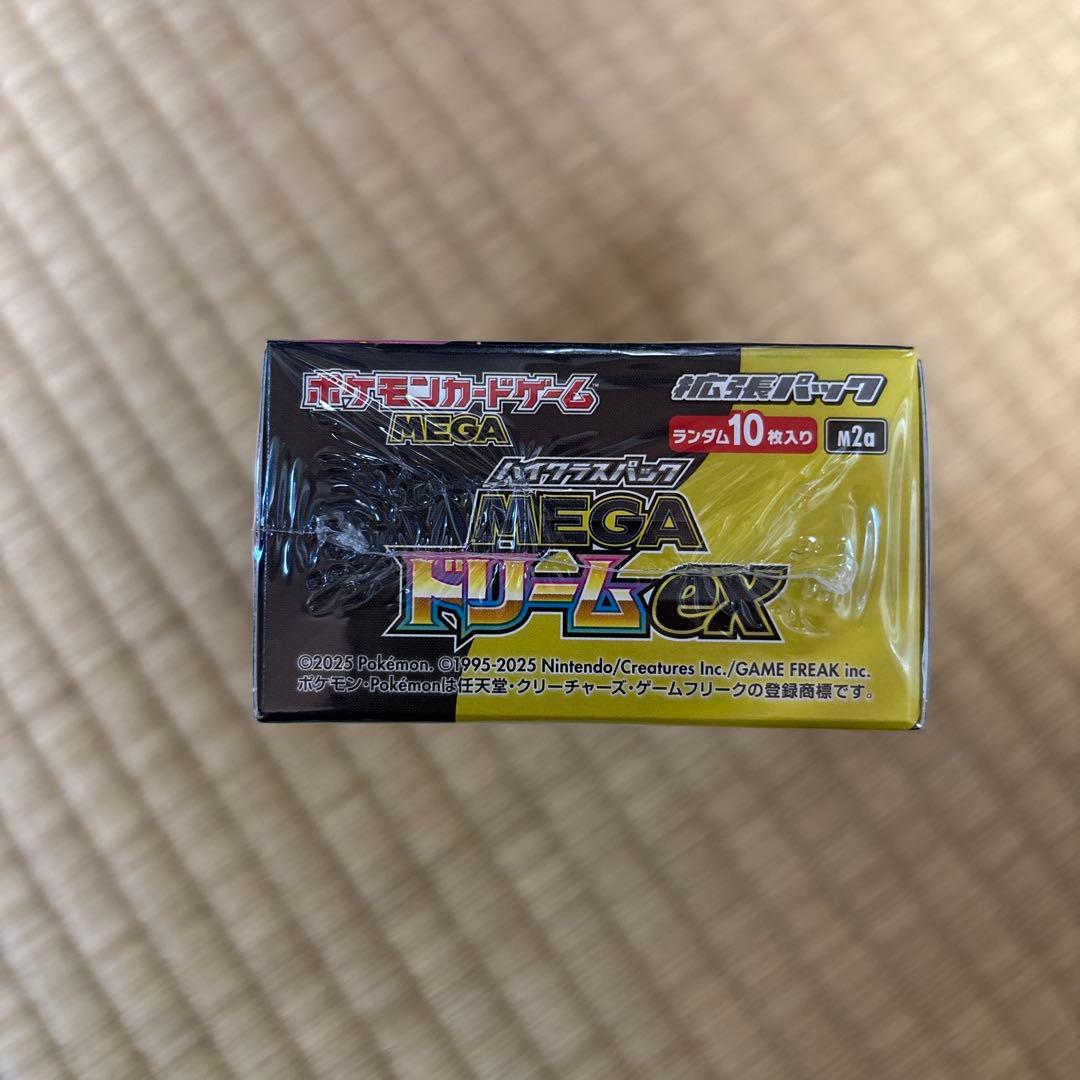 ポケモンカードゲーム™
MEGA
拡張パック
ランダム10枚入り
M2a
ハイクラスパック
MEGA
ドリームex
©2025 Pokémon. ©1995-2025 Nintendo/Creatures Inc./GAME FREAK inc.
ポケモン・Pokémonは任天堂・クリーチャーズ・ゲームフリークの登録商標です。